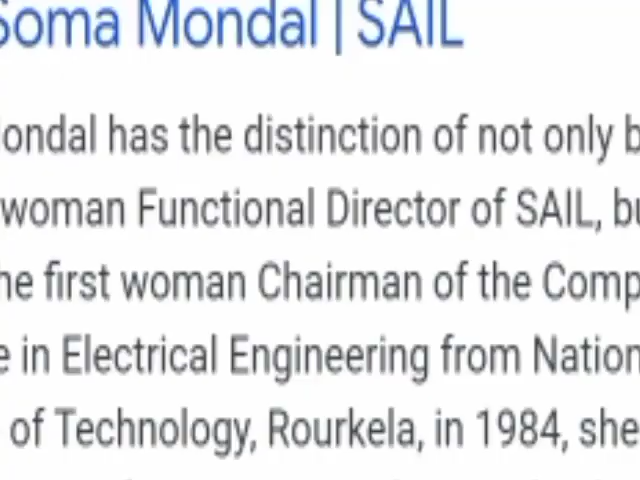 Soma Mondal | SAIL
ondal has the distinction of not only b
woman Functional Director of SAIL, bu
he first woman Chairman of the Comp
e in Electrical Engineering from Nation
of Technology, Rourkela, in 1984, she